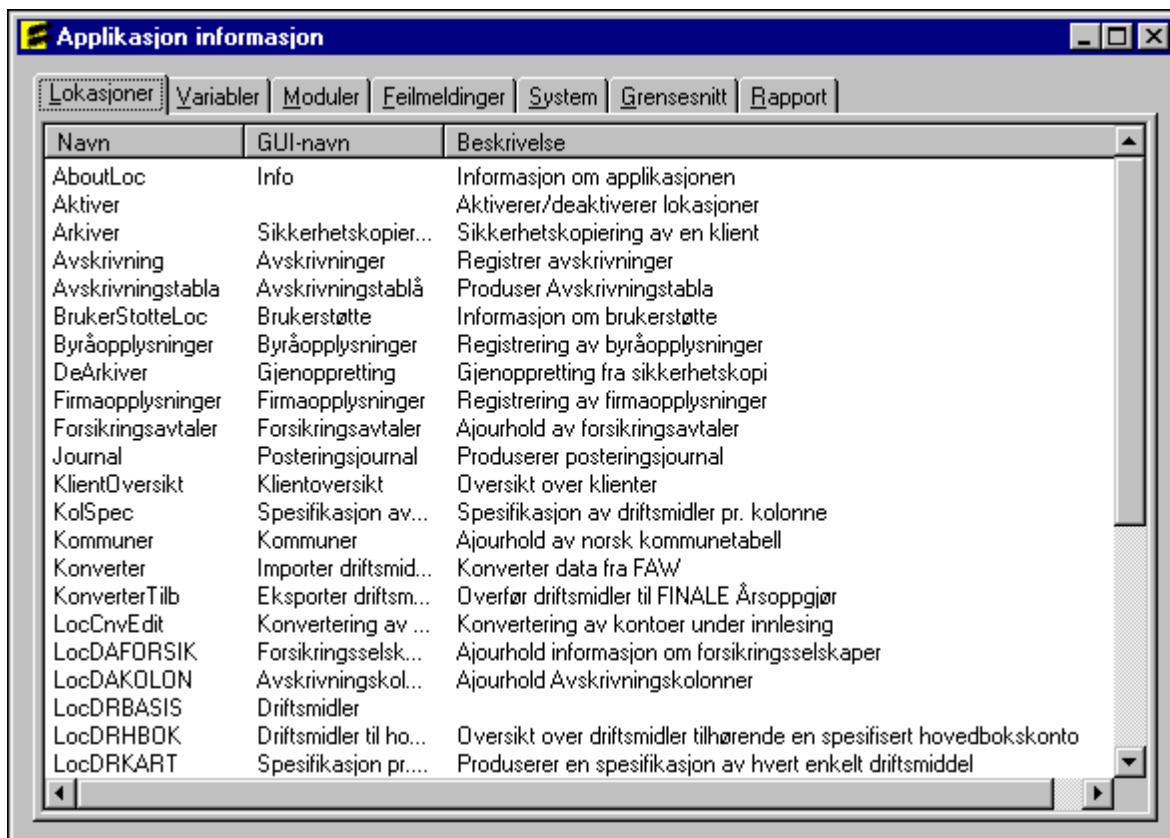 Applikasjon informasjon
Lokasjoner Variabler Moduler Feilmeldinger System Grensesnitt Rapport
Navn GUI-navn Beskrivelse
AboutLoc Info Informasjon om applikasjonen
Aktiver Aktiverer/deaktiverer lokasjoner
Arkiver Sikkerhetskopier... Sikkerhetskopiering av en klient
Avskrivning Avskrivninger Registrer avskrivninger
Avskrivningstabla Avskrivningstablå Produser Avskrivningstabla
BrukerStotteLoc Brukerstøtte Informasjon om brukerstøtte
Byråopplysninger Byråopplysninger Registrering av byråopplysninger
DeArkiver Gjenoppretting Gjenoppretting fra sikkerhetskopi
Firmaopplysninger Firmaopplysninger Registrering av firmaopplysninger
Forsikringsavtaler Forsikringsavtaler Ajourhold av forsikringsavtaler
Journal Posteringsjournal Produserer posteringsjournal
KlientOversikt Klientoversikt Oversikt over klienter
KolSpec Spesifikasjon av... Spesifikasjon av driftsmidler pr. kolonne
Kommuner Kommuner Ajourhold av norsk kommunetabell
Konverter Importer driftsmid... Konverter data fra FAW
KonverterTilb Eksporter driftsm... Overfør driftsmidler til FINALE Årsoppgjør
LocCnvEdit Konvertering av ... Konvertering av kontoer under innlesing
LocDAFORSIK Forsikringsselsk... Ajourhold informasjon om forsikringsselskaper
LocDAKOLON Avskrivningskol... Ajourhold Avskrivningskolonner
LocDRBASIS Driftsmidler
LocDRHBOK Driftsmidler til ho... Oversikt over driftsmidler tilhørende en spesifisert hovedbokskonto
LocDRKART Spesifikasjon pr.... Produserer en spesifikasjon av hvert enkelt driftsmiddel